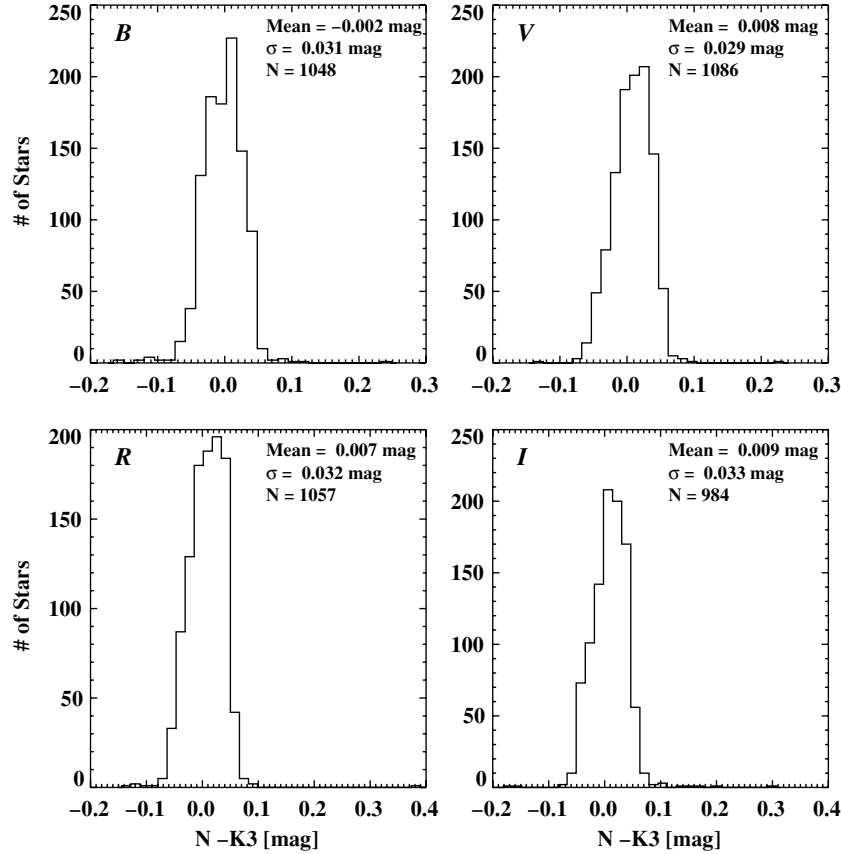 B
Mean = −0.002 mag
σ = 0.031 mag
N = 1048
250
200
150
100
50
0
# of Stars
−0.2 −0.1 0.0 0.1 0.2 0.3
V
Mean = 0.008 mag
σ = 0.029 mag
N = 1086
250
200
150
100
50
0
−0.2 −0.1 0.0 0.1 0.2 0.3
R
Mean = 0.007 mag
σ = 0.032 mag
N = 1057
200
150
100
50
0
# of Stars
−0.2 −0.1 0.0 0.1 0.2 0.3 0.4
N −K3 [mag]
I
Mean = 0.009 mag
σ = 0.033 mag
N = 984
250
200
150
100
50
0
−0.2 −0.1 0.0 0.1 0.2 0.3 0.4
N −K3 [mag]